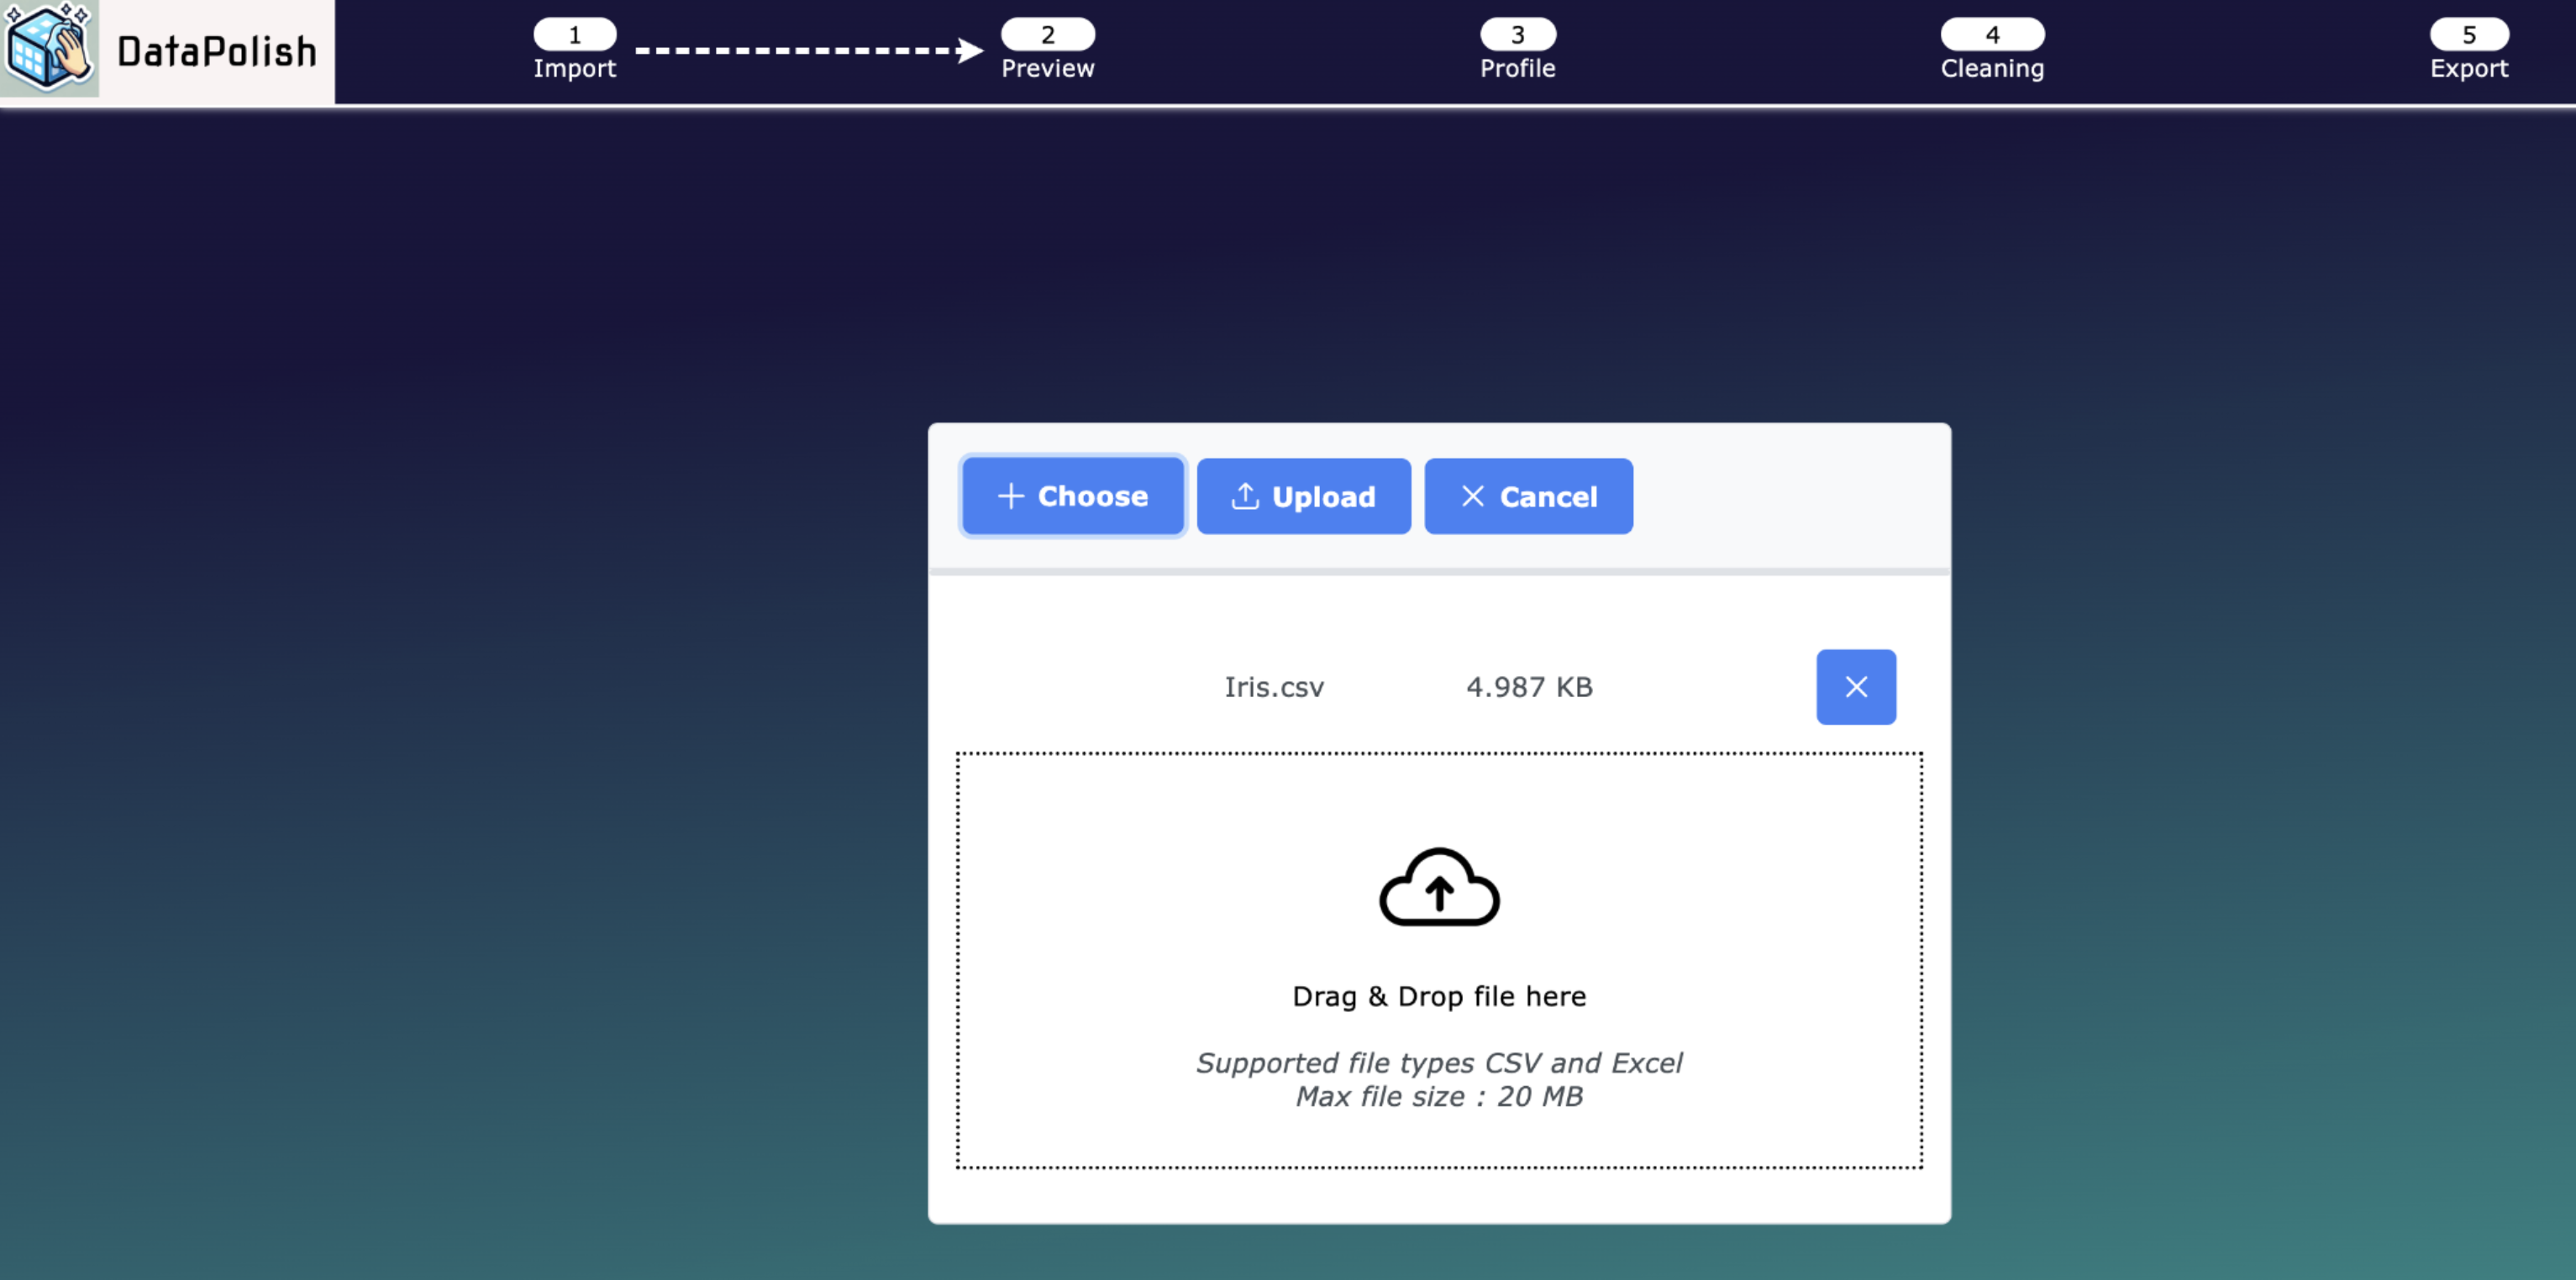 DataPolish
1
Import
2
Preview
3
Profile
4
Cleaning
5
Export
Choose
Upload
Cancel
Iris.csv 4.987 KB
Drag & Drop file here
Supported file types CSV and Excel
Max file size : 20 MB